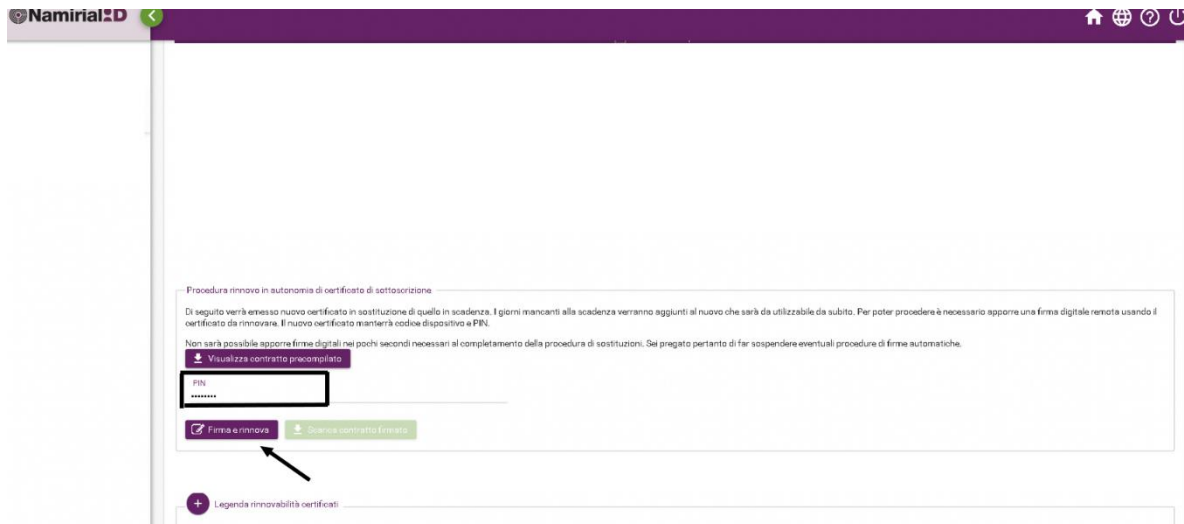 Namirial:D
Procedura rinnovo in autonomia di certificato di sottoscrizione
Di seguito verrà emesso nuovo certificato in sostituzione di quello in scadenza. I giorni mancanti alla scadenza verranno aggiunti al nuovo che sarà da utilizzabile da subito. Per poter procedere è necessario apporre una firma digitale remota usando il
certificato da rinnovare. Il nuovo certificato manterrà codice dispositivo e PIN.
Non sarà possibile apporre firme digitali nei pochi secondi necessari al completamento della procedura di sostituzioni. Sei pregato pertanto di far sospendere eventuali procedure di firme automatiche.
Visualizza contratto precompilato
PIN
Firma e rinnova
Scarica contratto firmato
Legenda rinnovabilità certificati